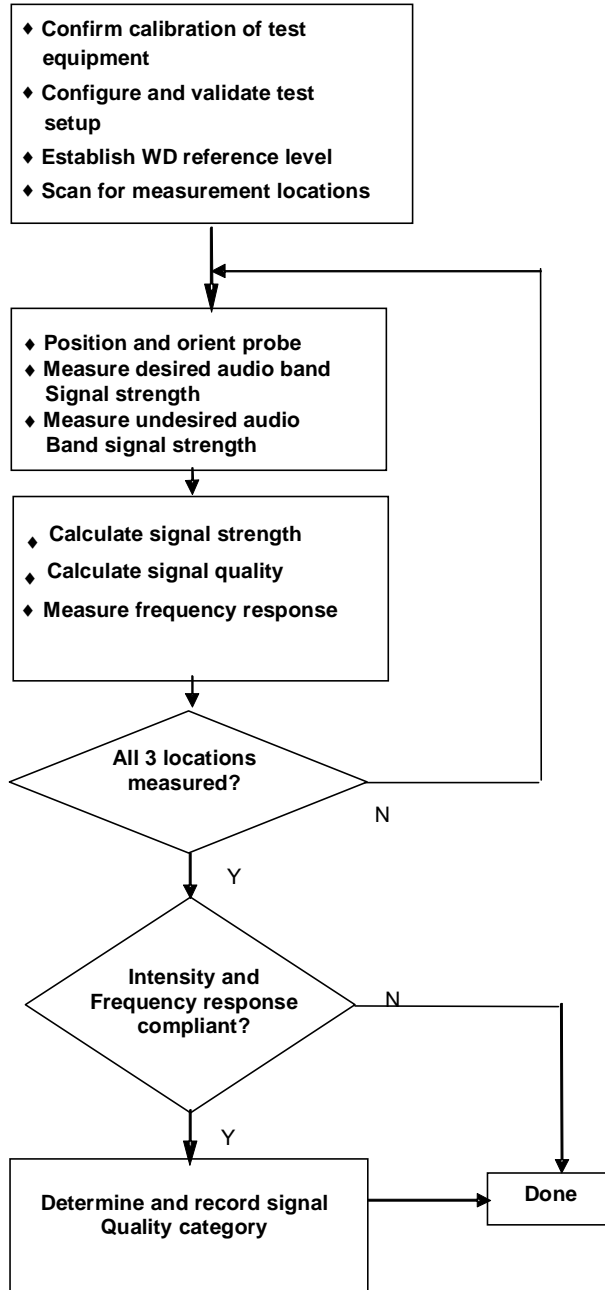 ♦ Confirm calibration of test
equipment
♦ Configure and validate test
setup
♦ Establish WD reference level
♦ Scan for measurement locations
♦ Position and orient probe
♦ Measure desired audio band
Signal strength
♦ Measure undesired audio
Band signal strength
♦ Calculate signal strength
♦ Calculate signal quality
♦ Measure frequency response
All 3 locations
measured?
N
Y
Intensity and
Frequency response
compliant?
N
Y
Determine and record signal
Quality category
Done